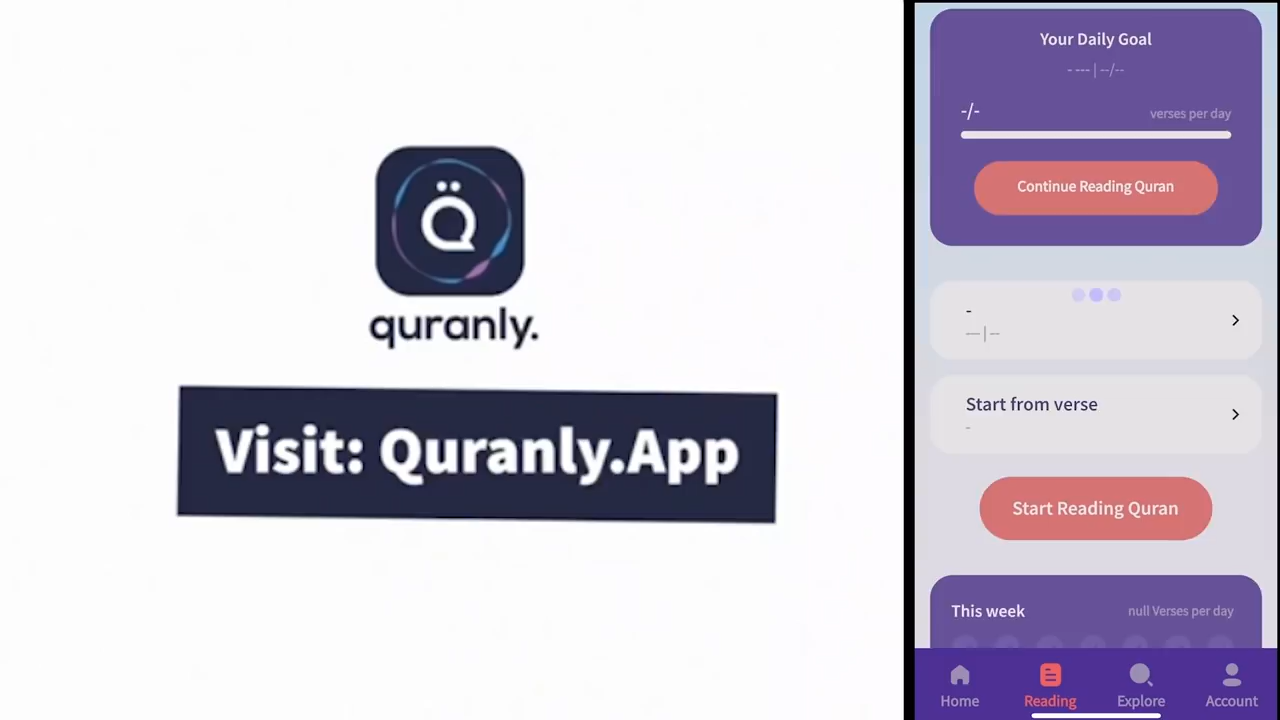 Q̈
quranly.
Visit: Quranly.App
Your Daily Goal
- --- | --/--
-/-
verses per day
Continue Reading Quran
-
--- | --
Start from verse
-
Start Reading Quran
This week
null Verses per day
Home
Reading
Explore
Account